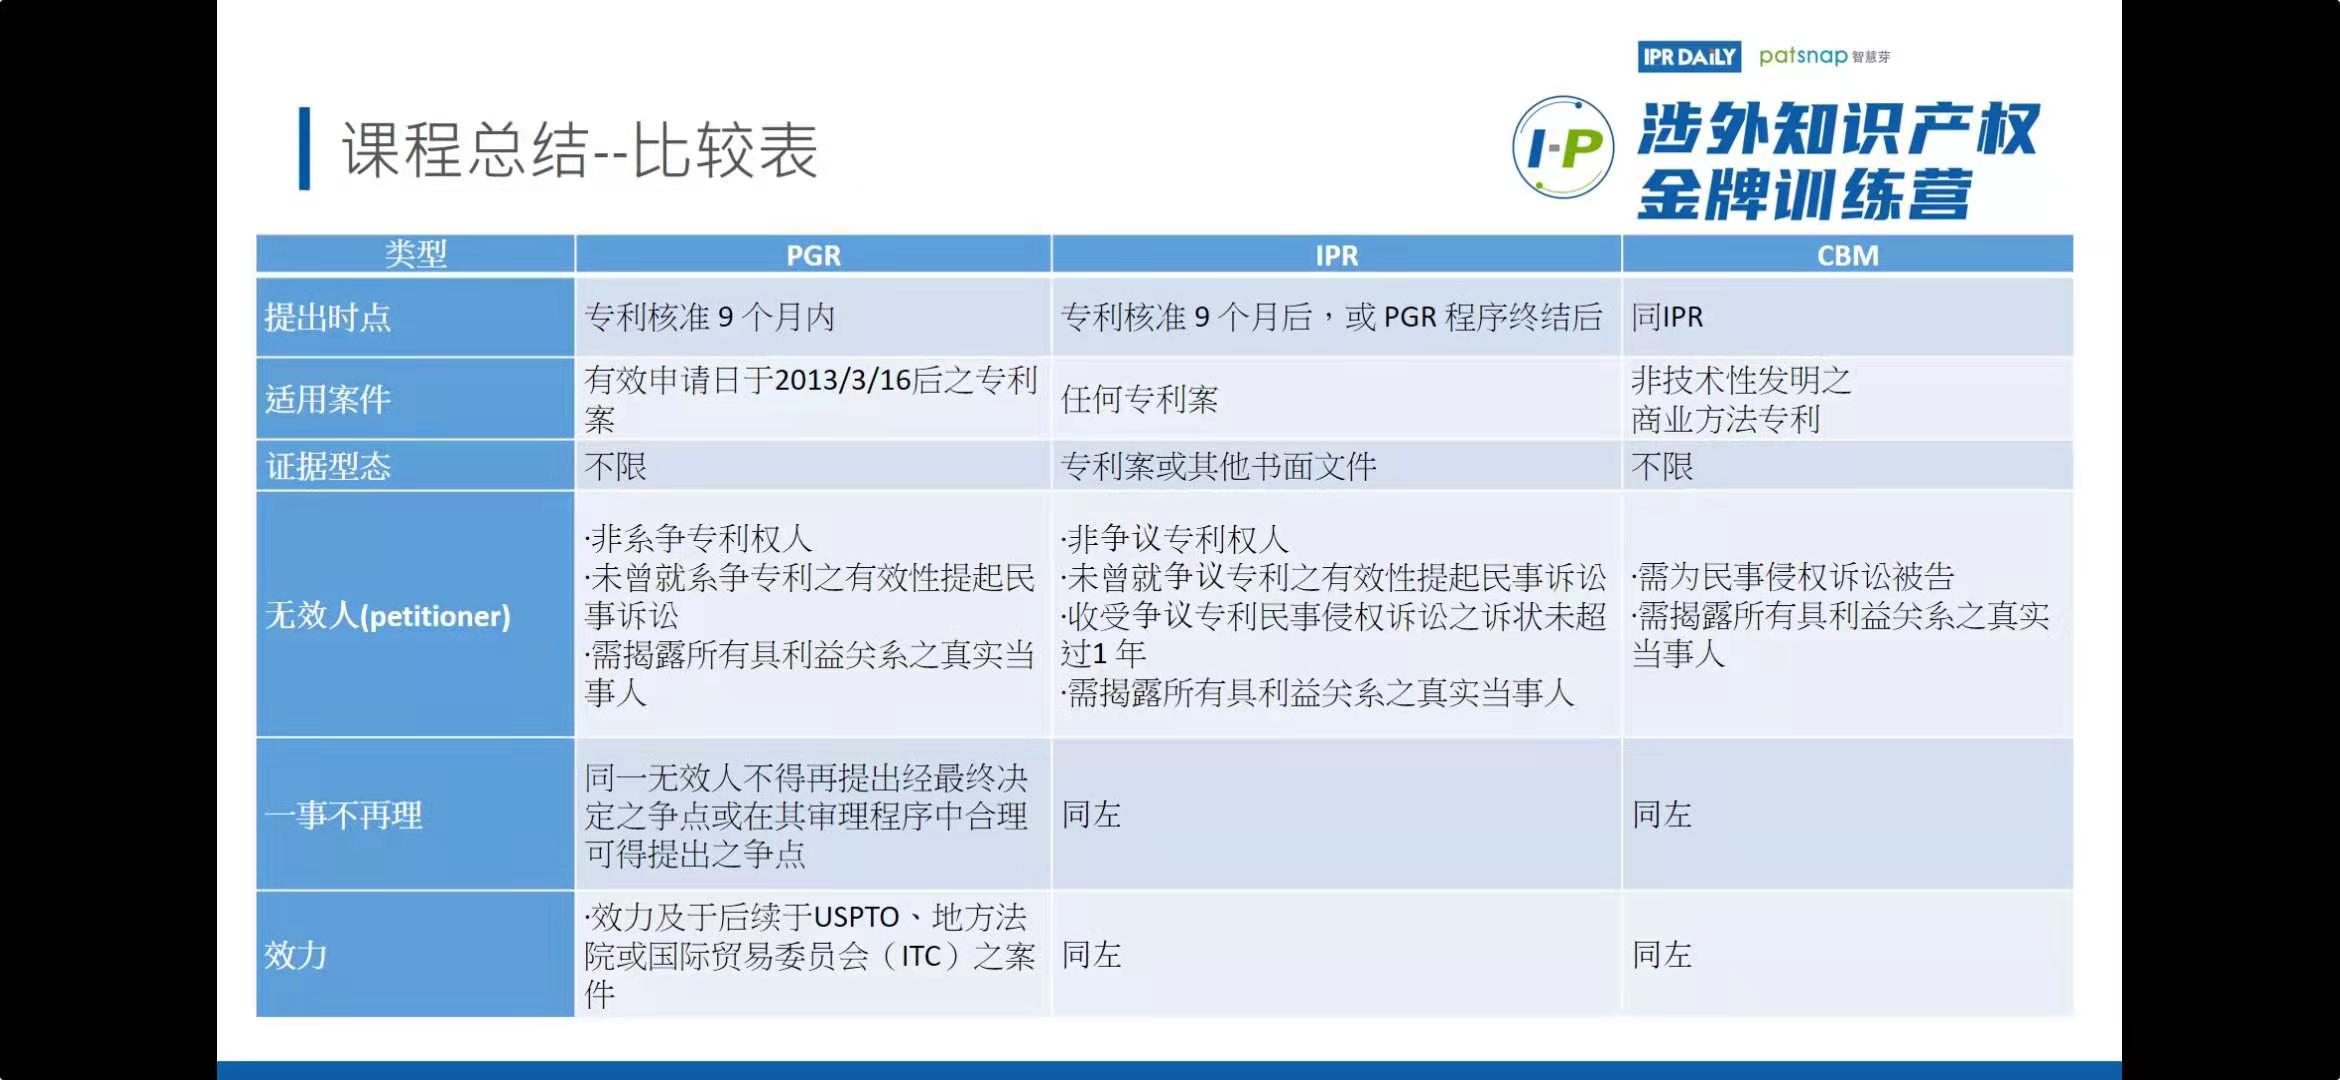 IPR DAiLY patsnap 智慧芽
课程总结--比较表
I-P
涉外知识产权
金牌训练营
类型 PGR IPR CBM
提出时点 专利核准 9 个月内 专利核准 9 个月后，或 PGR 程序终结后 同IPR
适用案件
有效申请日于2013/3/16后之专利
案
任何专利案
非技术性发明之
商业方法专利
证据型态 不限 专利案或其他书面文件 不限
无效人(petitioner)
·非系争专利权人
·未曾就系争专利之有效性提起民
事诉讼
·需揭露所有具利益关系之真实当
事人
·非争议专利权人
·未曾就争议专利之有效性提起民事诉讼
·收受争议专利民事侵权诉讼之诉状未超
过1 年
·需揭露所有具利益关系之真实当事人
·需为民事侵权诉讼被告
·需揭露所有具利益关系之真实
当事人
一事不再理
同一无效人不得再提出经最终决
定之争点或在其审理程序中合理
可得提出之争点
同左
同左
效力
·效力及于后续于USPTO、地方法
院或国际贸易委员会（ITC）之案
件
同左
同左